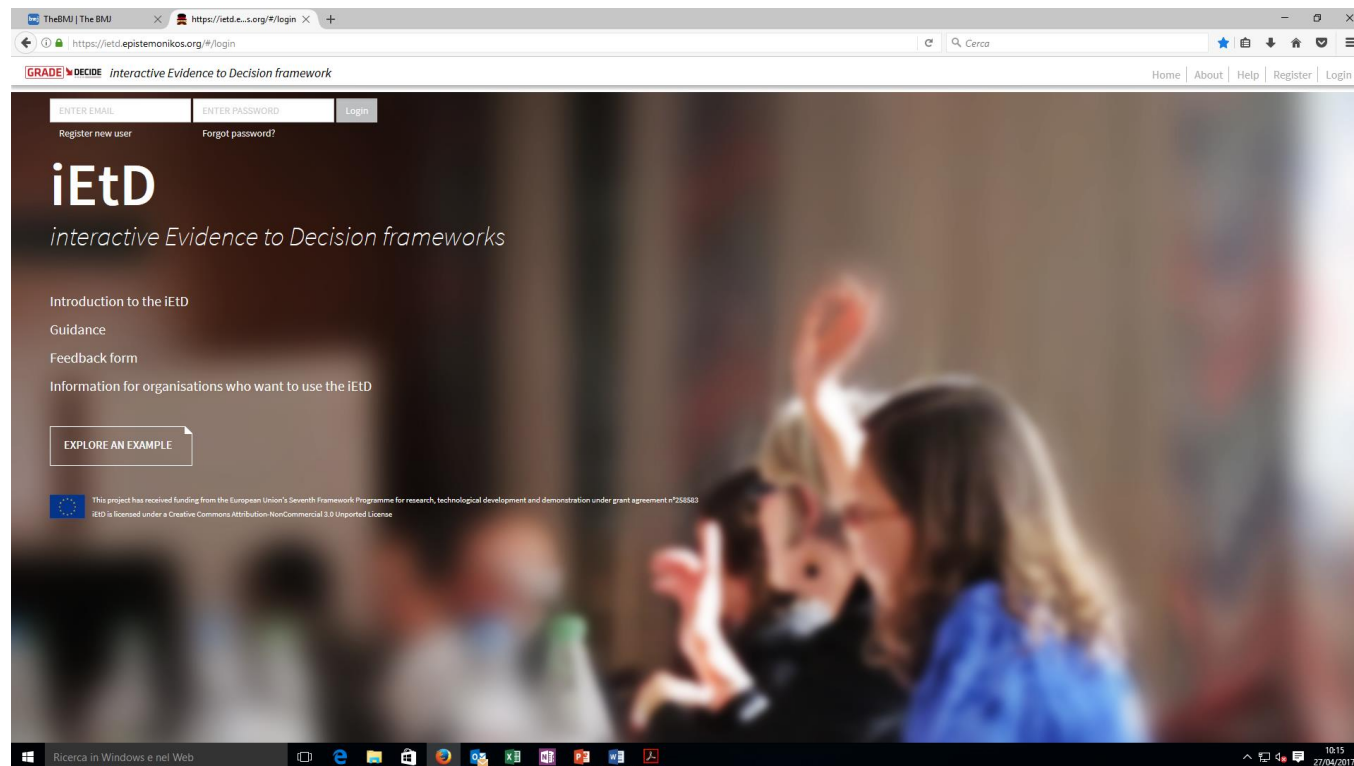 TheBMJ | The BMJ
https://ietd.e...s.org/#/login
https://ietd.epistemonikos.org/#/login
Cerca
GRADE DECIDE interactive Evidence to Decision framework
Home | About | Help | Register | Login
ENTER EMAIL
ENTER PASSWORD
Login
Register new user
Forgot password?
iEtD
interactive Evidence to Decision frameworks
Introduction to the iEtD
Guidance
Feedback form
Information for organisations who want to use the iEtD
EXPLORE AN EXAMPLE
This project has received funding from the European Union's Seventh Framework Programme for research, technological development and demonstration under grant agreement n°258583
iEtD is licensed under a Creative Commons Attribution-NonCommercial 3.0 Unported License
Ricerca in Windows e nel Web
10:15
27/04/2017